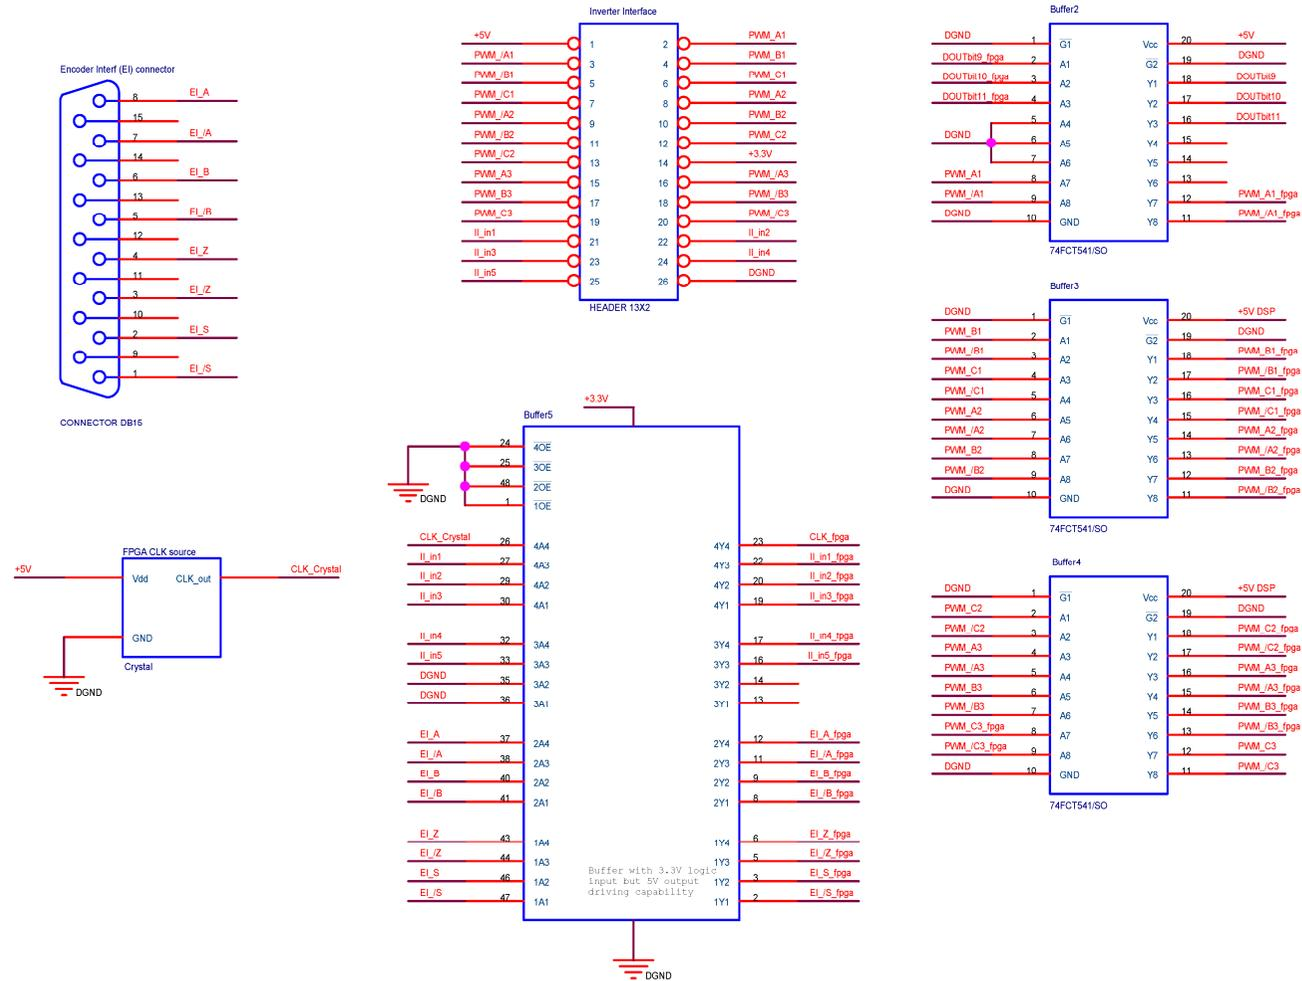 Encoder Interf (EI) connector
8 EI_A
15
7 EI_/A
14
6 EI_B
13
5 EI_/B
12
4 EI_Z
11
3 EI_/Z
10
2 EI_S
9
1 EI_/S
CONNECTOR DB15
Inverter Interface
+5V 1 2 PWM_A1
PWM_/A1 3 4 PWM_B1
PWM_/B1 5 6 PWM_C1
PWM_/C1 7 8 PWM_A2
PWM_/A2 9 10 PWM_B2
PWM_/B2 11 12 PWM_C2
PWM_/C2 13 14 +3.3V
PWM_A3 15 16 PWM_/A3
PWM_B3 17 18 PWM_/B3
PWM_C3 19 20 PWM_/C3
II_in1 21 22 II_in2
II_in3 23 24 II_in4
II_in5 25 26 DGND
HEADER 13X2
Buffer2
DGND 1 G1 Vcc 20 +5V
DOUTbit9_fpga 2 A1 G2 19 DGND
DOUTbit10_fpga 3 A2 Y1 18 DOUTbit9
DOUTbit11_fpga 4 A3 Y2 17 DOUTbit10
5 A4 Y3 16 DOUTbit11
DGND 6 A5 Y4 15
7 A6 Y5 14
PWM_A1 8 A7 Y6 13
PWM_/A1 9 A8 Y7 12 PWM_A1_fpga
DGND 10 GND Y8 11 PWM_/A1_fpga
74FCT541/SO
Buffer3
DGND 1 G1 Vcc 20 +5V DSP
PWM_B1 2 A1 G2 19 DGND
PWM_/B1 3 A2 Y1 18 PWM_B1_fpga
PWM_C1 4 A3 Y2 17 PWM_/B1_fpga
PWM_/C1 5 A4 Y3 16 PWM_C1_fpga
PWM_A2 6 A5 Y4 15 PWM_/C1_fpga
PWM_/A2 7 A6 Y5 14 PWM_A2_fpga
PWM_B2 8 A7 Y6 13 PWM_/A2_fpga
PWM_/B2 9 A8 Y7 12 PWM_B2_fpga
DGND 10 GND Y8 11 PWM_/B2_fpga
74FCT541/SO
Buffer4
DGND 1 G1 Vcc 20 +5V DSP
PWM_C2 2 A1 G2 19 DGND
PWM_/C2 3 A2 Y1 18 PWM_C2_fpga
PWM_A3 4 A3 Y2 17 PWM_/C2_fpga
PWM_/A3 5 A4 Y3 16 PWM_A3_fpga
PWM_B3 6 A5 Y4 15 PWM_/A3_fpga
PWM_/B3 7 A6 Y5 14 PWM_B3_fpga
PWM_C3_fpga 8 A7 Y6 13 PWM_/B3_fpga
PWM_/C3_fpga 9 A8 Y7 12 PWM_C3
DGND 10 GND Y8 11 PWM_/C3
74FCT541/SO
FPGA CLK source
+5V Vdd CLK_out CLK_Crystal
GND
Crystal
DGND
+3.3V
Buffer5
24 4OE
25 3OE
48 2OE
DGND
1 1OE
CLK_Crystal 26 4A4 4Y4 23 CLK_fpga
II_in1 27 4A3 4Y3 22 II_in1_fpga
II_in2 29 4A2 4Y2 20 II_in2_fpga
II_in3 30 4A1 4Y1 19 II_in3_fpga
II_in4 32 3A4 3Y4 17 II_in4_fpga
II_in5 33 3A3 3Y3 16 II_in5_fpga
DGND 35 3A2 3Y2 14
DGND 36 3A1 3Y1 13
EI_A 37 2A4 2Y4 12 EI_A_fpga
EI_/A 38 2A3 2Y3 11 EI_/A_fpga
EI_B 40 2A2 2Y2 9 EI_B_fpga
EI_/B 41 2A1 2Y1 8 EI_/B_fpga
EI_Z 43 1A4 1Y4 6 EI_Z_fpga
EI_/Z 44 1A3 1Y3 5 EI_/Z_fpga
EI_S 46 1A2 1Y2 3 EI_S_fpga
EI_/S 47 1A1 1Y1 2 EI_/S_fpga
Buffer with 3.3V logic
input but 5V output
driving capability
DGND